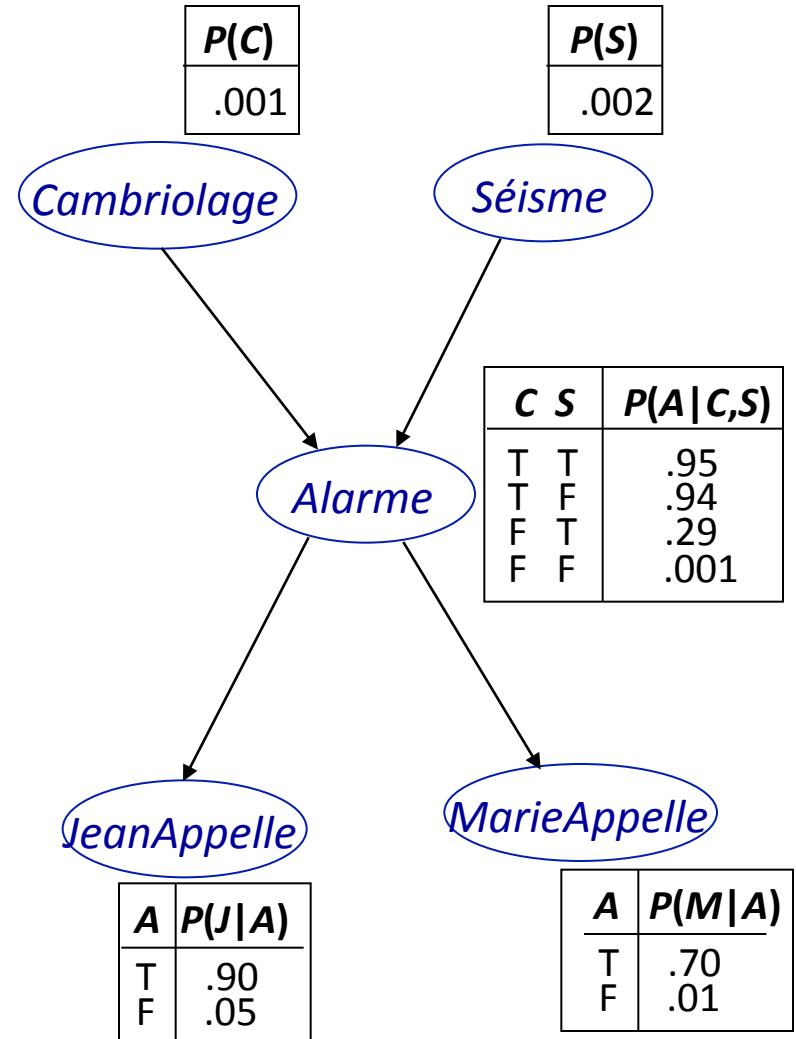 P(C)
.001
P(S)
.002
Cambriolage
Séisme
C S P(A|C,S)
T T .95
T F .94
F T .29
F F .001
Alarme
JeanAppelle
MarieAppelle
A P(J|A)
T .90
F .05
A P(M|A)
T .70
F .01